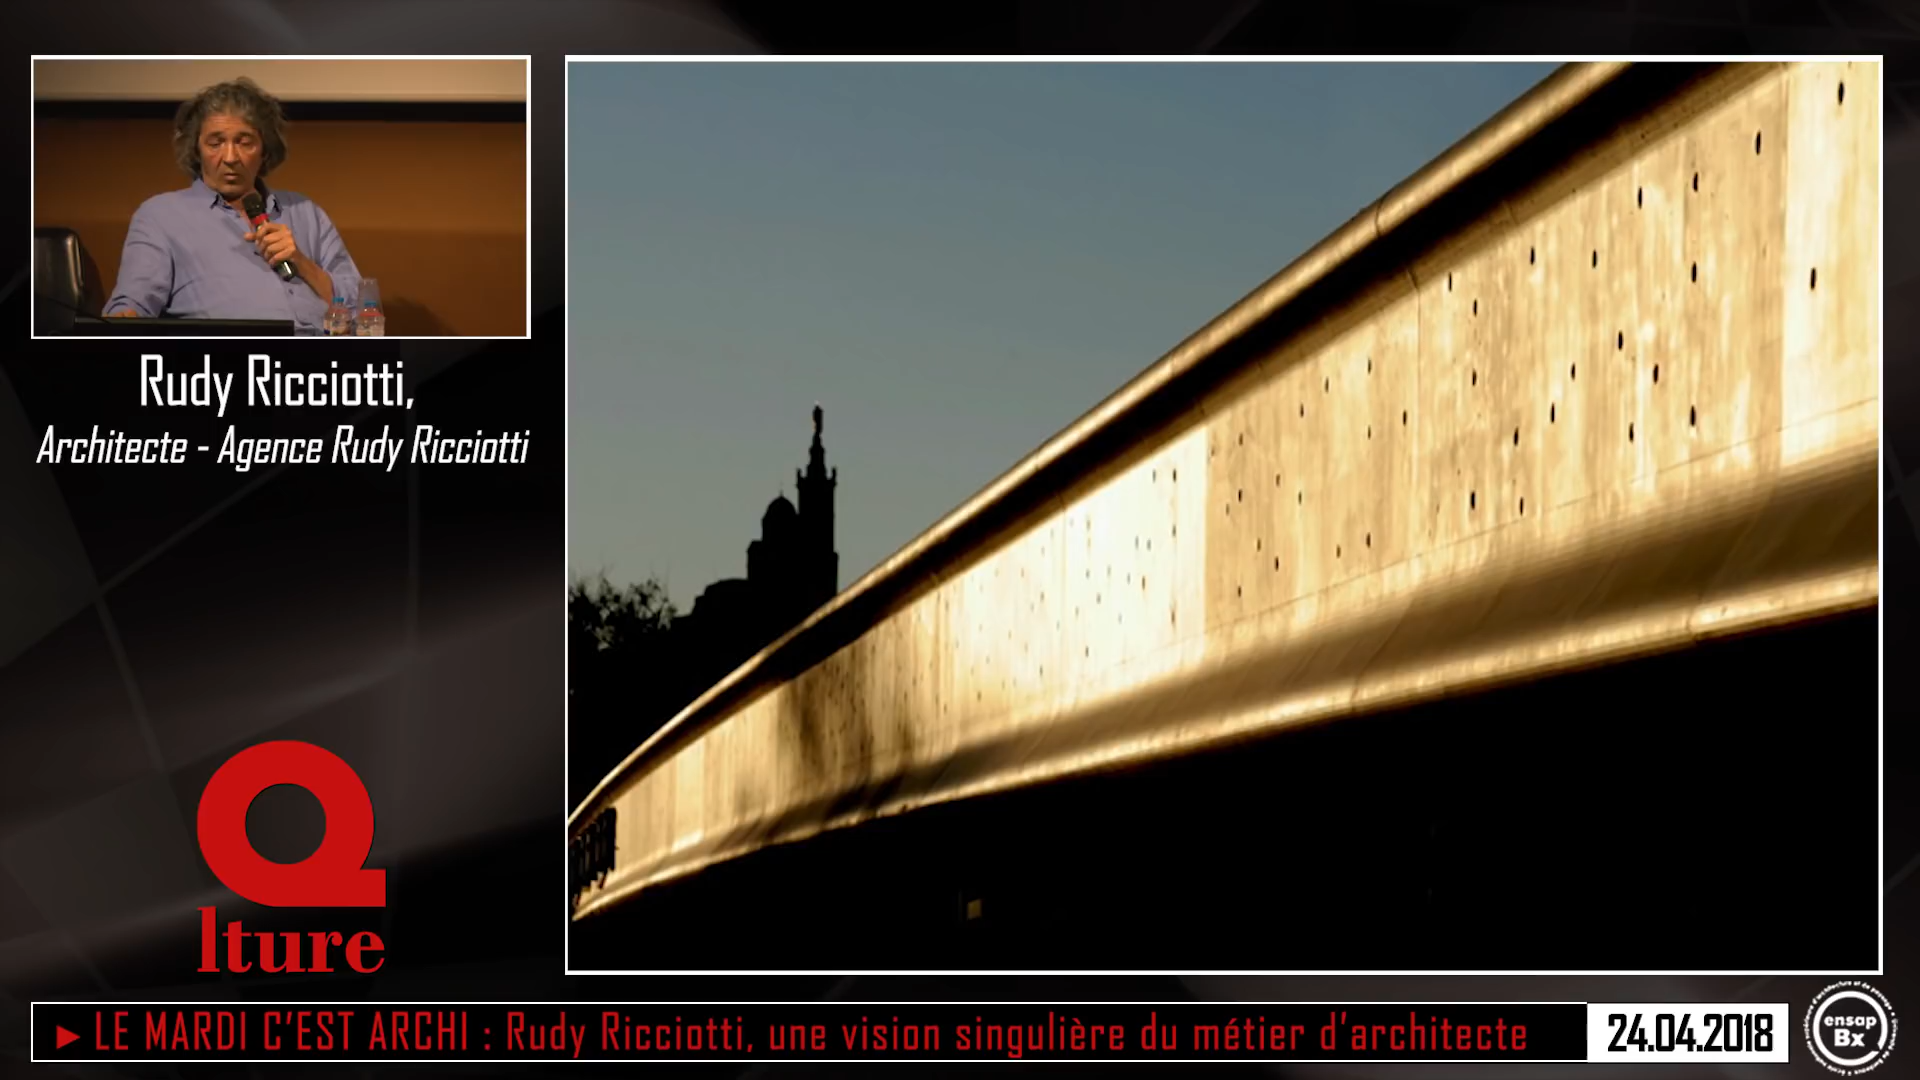 Rudy Ricciotti,
Architecte - Agence Rudy Ricciotti
Q
lture
► LE MARDI C'EST ARCHI : Rudy Ricciotti, une vision singulière du métier d'architecte
24.04.2018
ensap
Bx